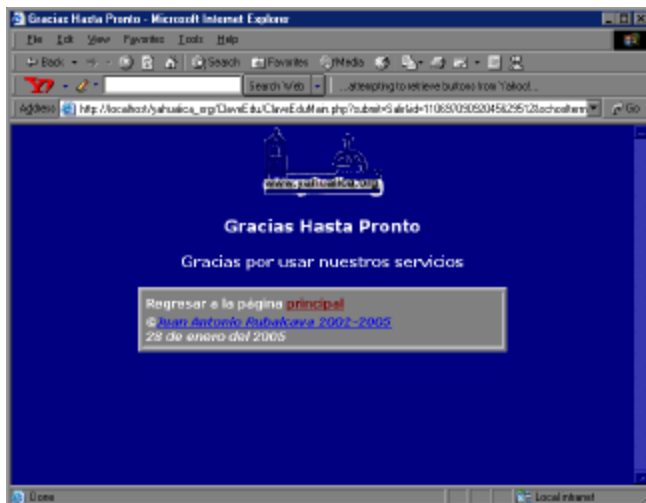 Gracias Hasta Pronto - Microsoft Internet Explorer
File Edit View Favorites Tools Help
Back Search Favorites Media
Y! Search Web ...attempting to retrieve buttons from Yahoo!...
Address Go
www.yahualica.org
Gracias Hasta Pronto
Gracias por usar nuestros servicios
Regresar a la página principal
©Juan Antonio Rubalcava 2002-2005
28 de enero del 2005
Done Local intranet